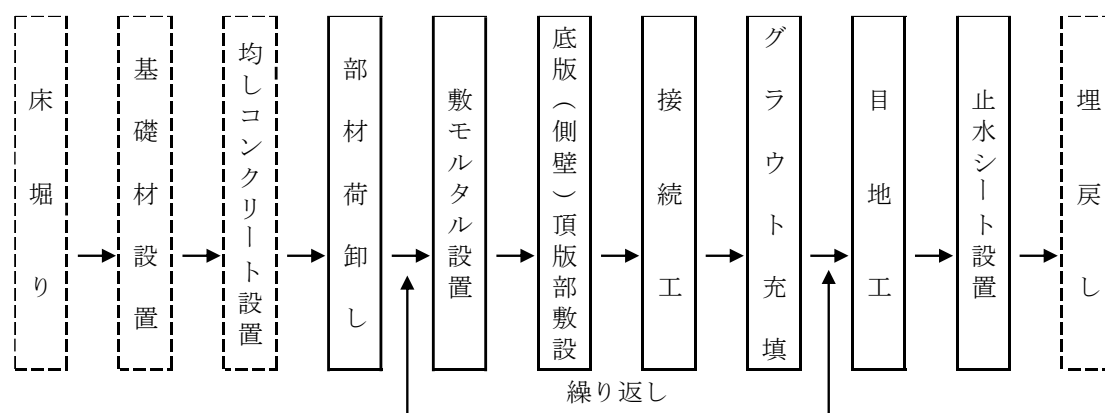 床堀り
基礎材設置
均しコンクリート設置
部材荷卸し
敷モルタル設置
底版（側壁）頂版部敷設
接続工
グラウト充填
目地工
止水シート設置
埋戻し
繰り返し